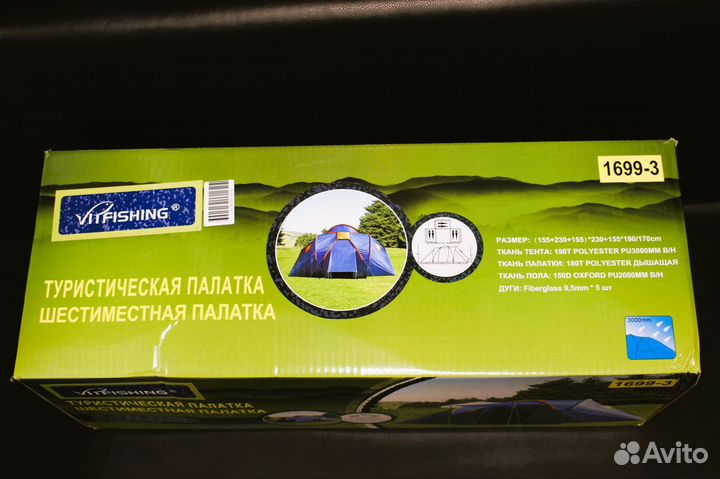 1699-3
VITFISHING®
ТУРИСТИЧЕСКАЯ ПАЛАТКА
ШЕСТИМЕСТНАЯ ПАЛАТКА
РАЗМЕР: (155+230+155)*230+155*190/170cm
ТКАНЬ ТЕНТА: 190T POLYESTER PU3000MM В/Н
ТКАНЬ ПАЛАТКИ: 180T POLYESTER ДЫШАЩАЯ
ТКАНЬ ПОЛА: 150D OXFORD PU2000MM В/Н
ДУГИ: Fiberglass 9,5mm * 5 шт
3000mm
VITFISHING®
1699-3
ТУРИСТИЧЕСКАЯ ПАЛАТКА
ШЕСТИМЕСТНАЯ ПАЛАТКА
Avito